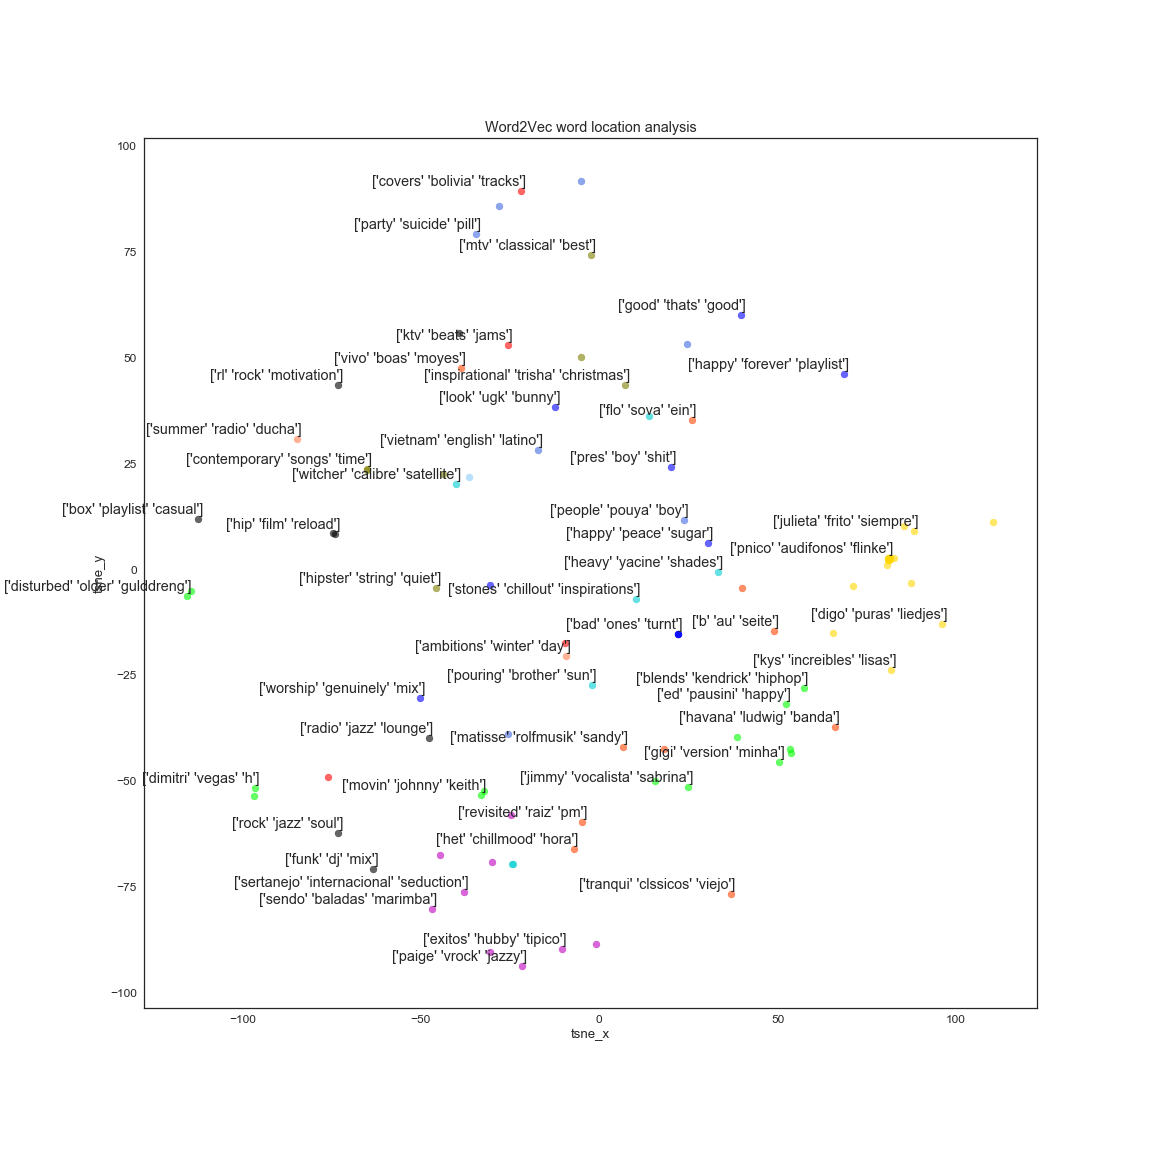 Word2Vec word location analysis
100
['covers' 'bolivia' 'tracks']
['party' 'suicide' 'pill']
['mtv' 'classical' 'best']
75
['good' 'thats' 'good']
['ktv' 'beats' 'jams']
['vivo' 'boas' 'moyes']
50
['happy' 'forever' 'playlist']
['rl' 'rock' 'motivation']
['inspirational' 'trisha' 'christmas']
['look' 'ugk' 'bunny']
['flo' 'sova' 'ein']
['summer' 'radio' 'ducha']
['vietnam' 'english' 'latino']
['contemporary' 'songs' 'time']
['pres' 'boy' 'shit']
25
['witcher' 'calibre' 'satellite']
['box' 'playlist' 'casual']
['people' 'pouya' 'boy']
['hip' 'film' 'reload']
['julieta' 'frito' 'siempre']
['happy' 'peace' 'sugar']
['pnico' 'audifonos' 'flinke']
['heavy' 'yacine' 'shades']
0
tsne_y
['hipster' 'string' 'quiet']
['disturbed' 'older' 'gulddreng']
['stones' 'chillout' 'inspirations']
['digo' 'puras' 'liedjes']
['bad' 'ones' 'turnt']
['b' 'au' 'seite']
['ambitions' 'winter' 'day']
['kys' 'increibles' 'lisas']
−25
['pouring' 'brother' 'sun']
['blends' 'kendrick' 'hiphop']
['worship' 'genuinely' 'mix']
['ed' 'pausini' 'happy']
['havana' 'ludwig' 'banda']
['radio' 'jazz' 'lounge']
['matisse' 'rolfmusik' 'sandy']
['gigi' 'version' 'minha']
−50
['dimitri' 'vegas' 'h']
['jimmy' 'vocalista' 'sabrina']
['movin' 'johnny' 'keith']
['revisited' 'raiz' 'pm']
['rock' 'jazz' 'soul']
['het' 'chillmood' 'hora']
['funk' 'dj' 'mix']
−75
['sertanejo' 'internacional' 'seduction']
['tranqui' 'clssicos' 'viejo']
['sendo' 'baladas' 'marimba']
['exitos' 'hubby' 'tipico']
['paige' 'vrock' 'jazzy']
−100
−100 −50 0 50 100
tsne_x